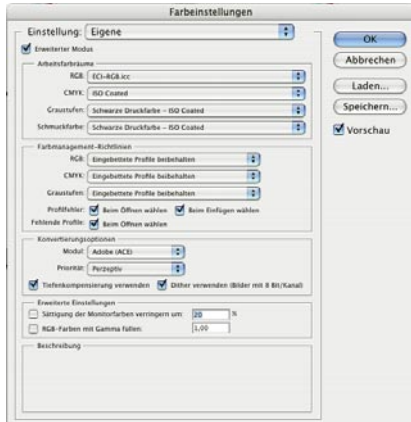 Farbeinstellungen
Einstellung: Eigene
Erweiterter Modus
Arbeitsfarbräume
RGB: ECI-RGB.icc
CMYK: ISO Coated
Graustufen: Schwarze Druckfarbe - ISO Coated
Schmuckfarbe: Schwarze Druckfarbe - ISO Coated
Farbmanagement-Richtlinien
RGB: Eingebettete Profile beibehalten
CMYK: Eingebettete Profile beibehalten
Graustufen: Eingebettete Profile beibehalten
Profilfehler: Beim Öffnen wählen Beim Einfügen wählen
Fehlende Profile: Beim Öffnen wählen
Konvertierungsoptionen
Modul: Adobe (ACE)
Priorität: Perzeptiv
Tiefenkompensierung verwenden Dither verwenden (Bilder mit 8 Bit/Kanal)
Erweiterte Einstellungen
Sättigung der Monitorfarben verringern um: 20 %
RGB-Farben mit Gamma füllen: 1,00
Beschreibung
OK
Abbrechen
Laden...
Speichern...
Vorschau